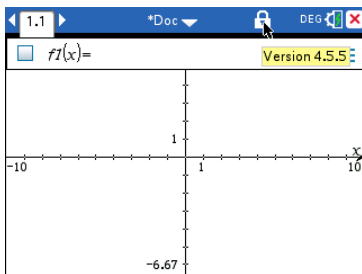 1.1 *Doc DEG
f1(x)=
Version 4.5.5
1
x
-10 1 10
-6.67